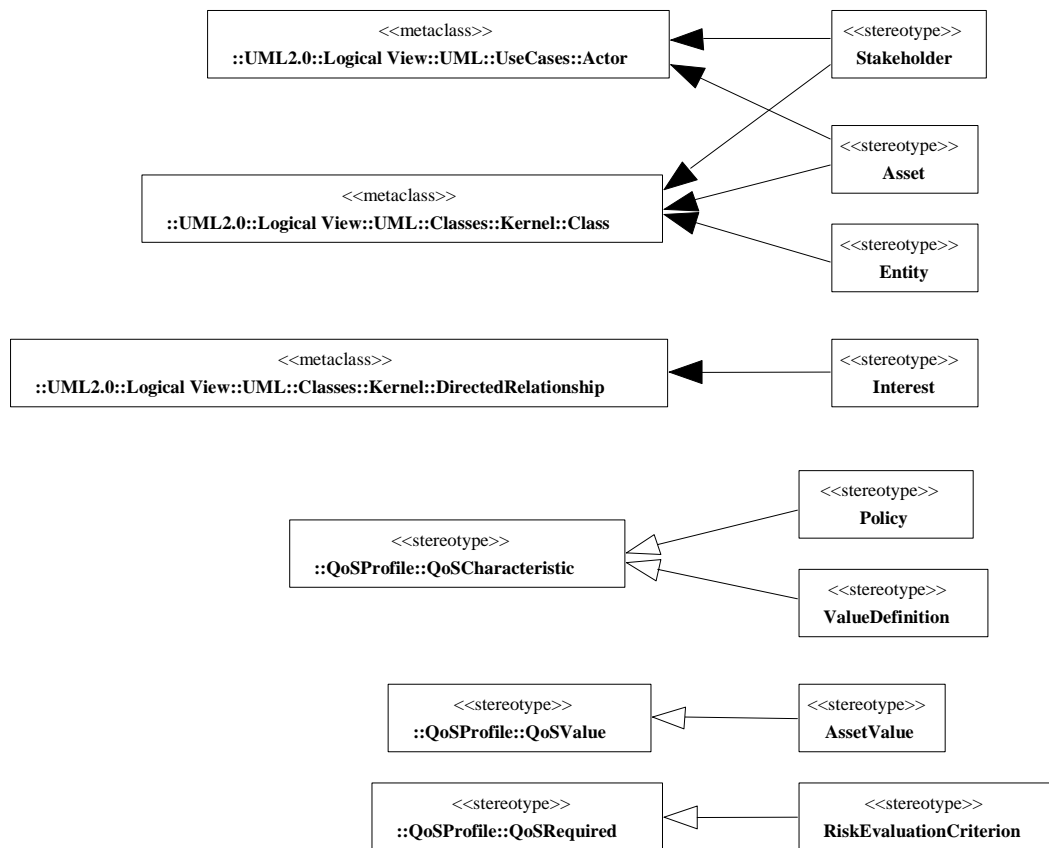 <<metaclass>>
::UML2.0::Logical View::UML::UseCases::Actor
<<stereotype>>
Stakeholder
<<stereotype>>
Asset
<<metaclass>>
::UML2.0::Logical View::UML::Classes::Kernel::Class
<<stereotype>>
Entity
<<metaclass>>
::UML2.0::Logical View::UML::Classes::Kernel::DirectedRelationship
<<stereotype>>
Interest
<<stereotype>>
Policy
<<stereotype>>
::QoSProfile::QoSCharacteristic
<<stereotype>>
ValueDefinition
<<stereotype>>
::QoSProfile::QoSValue
<<stereotype>>
AssetValue
<<stereotype>>
::QoSProfile::QoSRequired
<<stereotype>>
RiskEvaluationCriterion